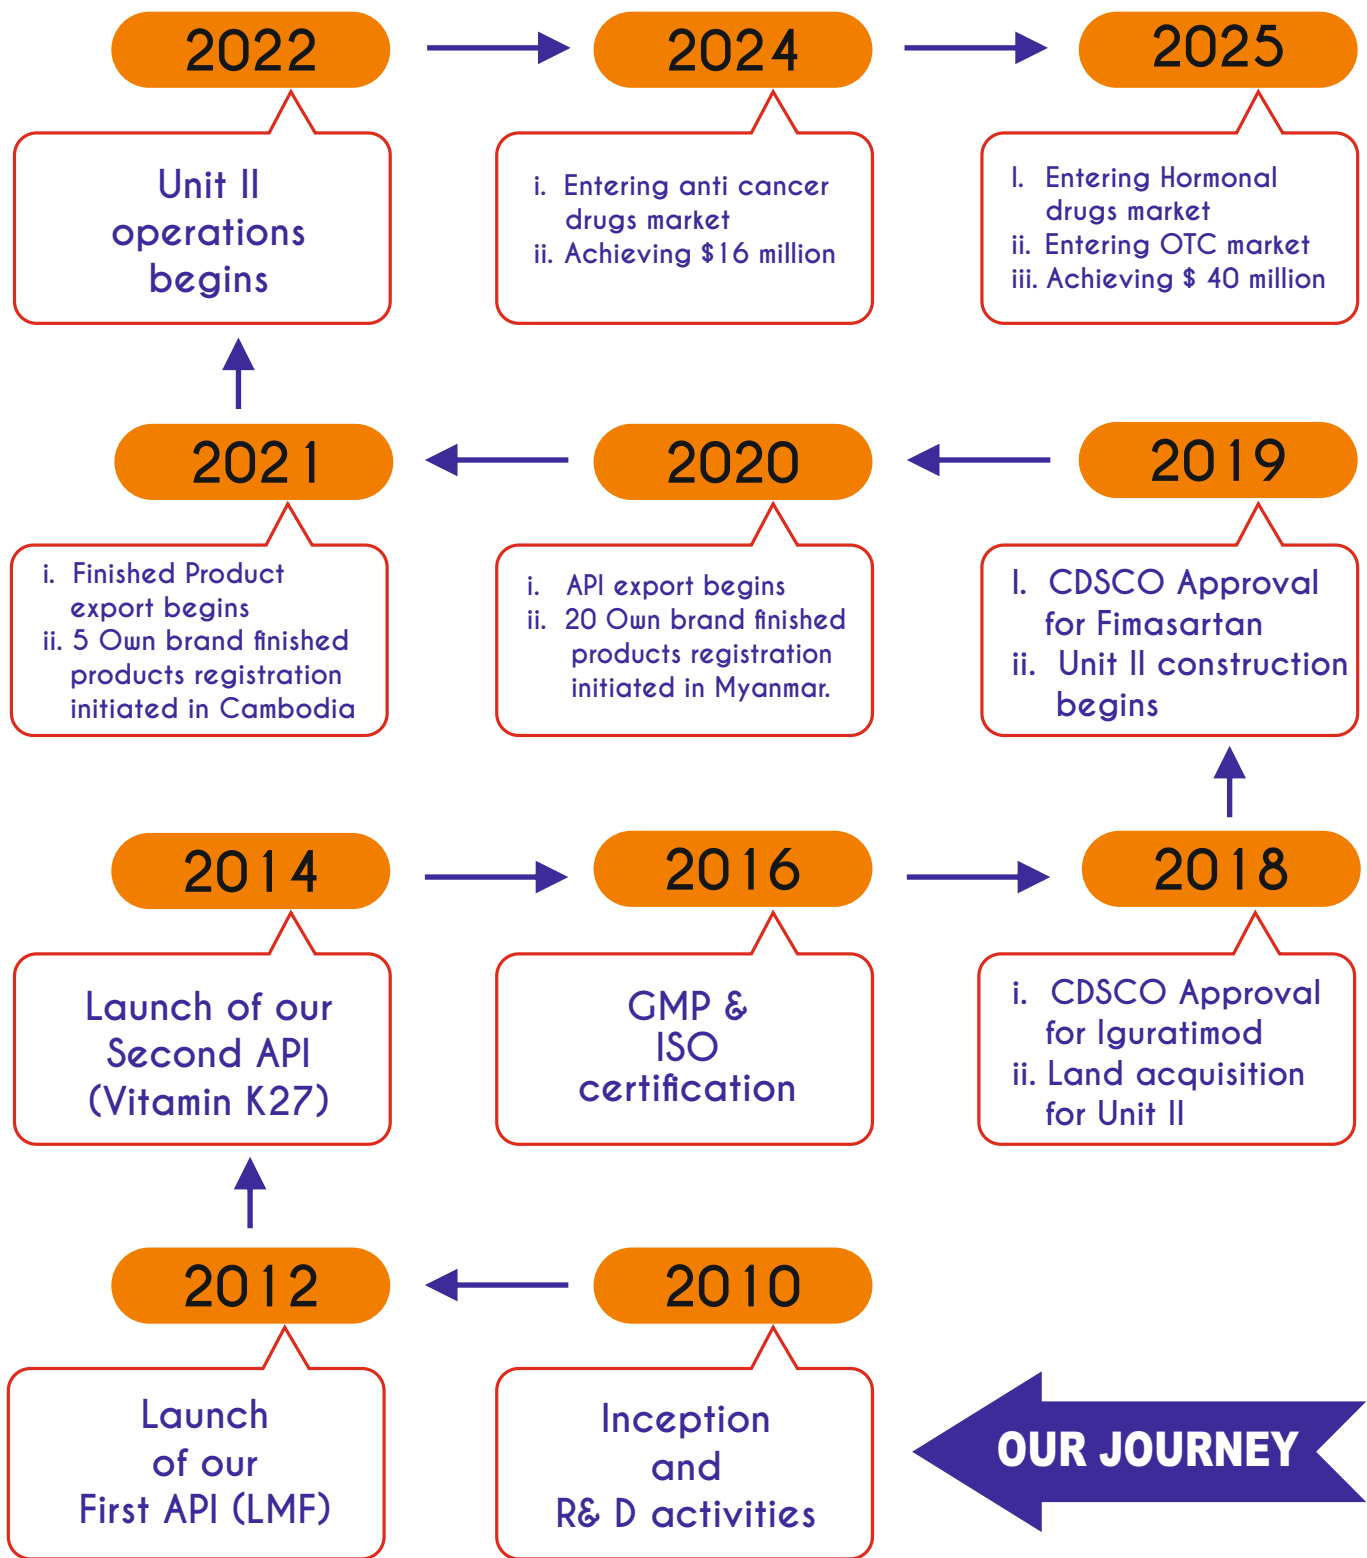 2022
Unit II
operations
begins
2024
i. Entering anti cancer
drugs market
ii. Achieving $16 million
2025
I. Entering Hormonal
drugs market
ii. Entering OTC market
iii. Achieving $ 40 million
2021
i. Finished Product
export begins
ii. 5 Own brand finished
products registration
initiated in Cambodia
2020
i. API export begins
ii. 20 Own brand finished
products registration
initiated in Myanmar.
2019
I. CDSCO Approval
for Fimasartan
ii. Unit II construction
begins
2014
Launch of our
Second API
(Vitamin K27)
2016
GMP &
ISO
certification
2018
i. CDSCO Approval
for Iguratimod
ii. Land acquisition
for Unit II
2012
Launch
of our
First API (LMF)
2010
Inception
and
R& D activities
OUR JOURNEY